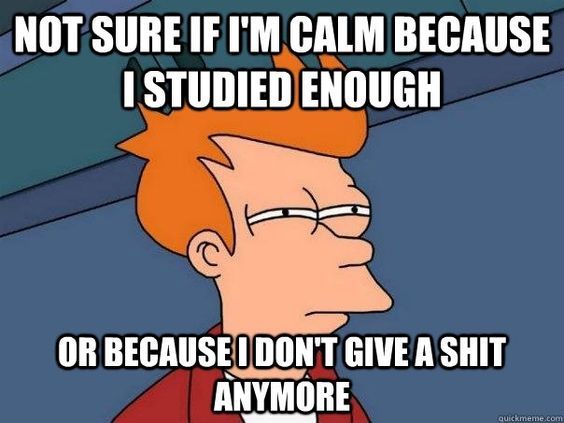 NOT SURE IF I'M CALM BECAUSE
I STUDIED ENOUGH
OR BECAUSE I DON'T GIVE A SHIT
ANYMORE
quickmeme.com